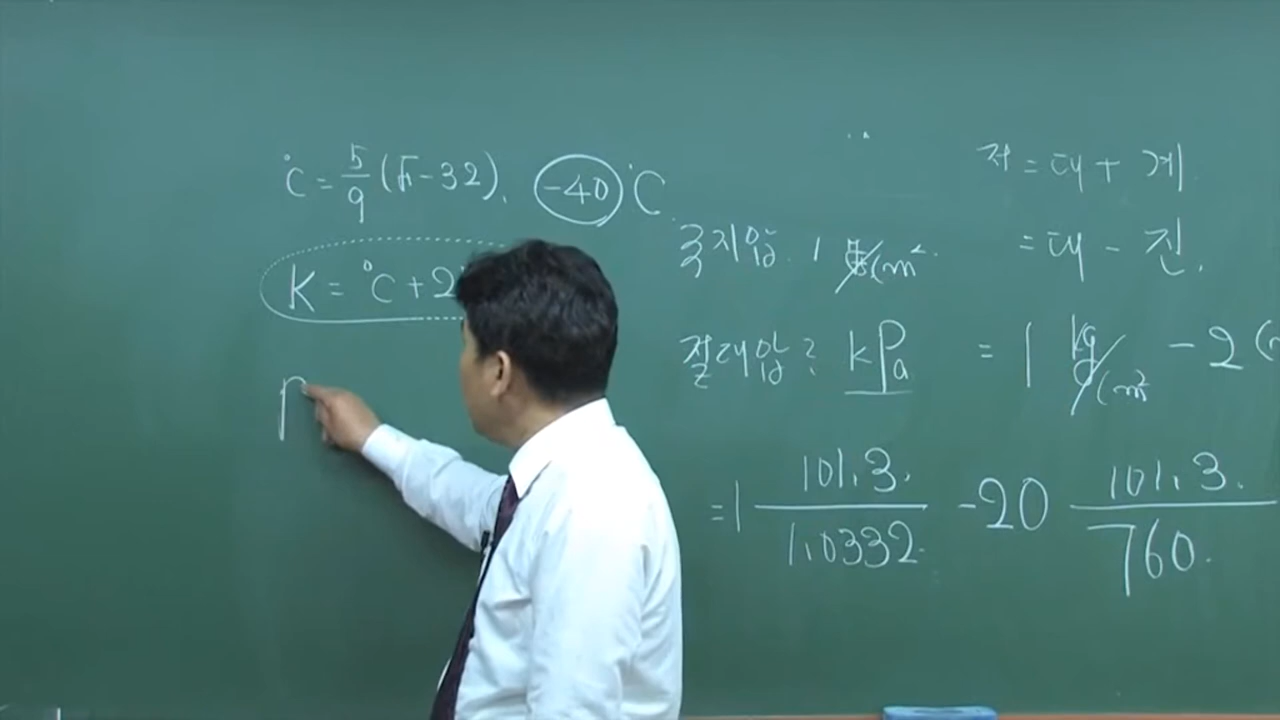 °C = 5/9 (F - 32). -40 °C
K = °C + 2
P
절 = 대 + 게
= 대 - 진.
국지압. 1 kg/cm².
절대압? kPa = 1 kg/cm² - 2
= 1 101.3./1.0332. - 20 101.3./760.